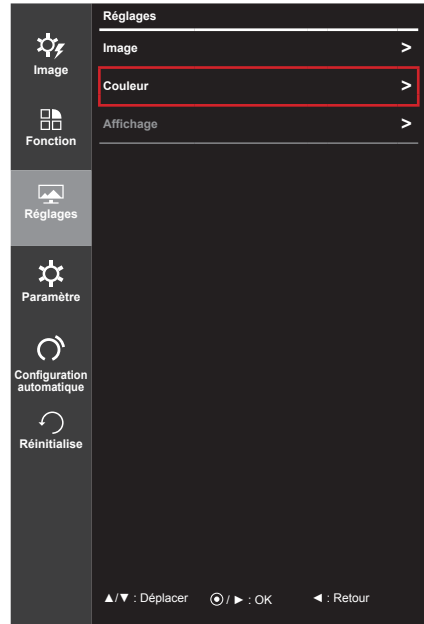 Réglages
Image >
Couleur >
Affichage >
Image
Fonction
Réglages
Paramètre
Configuration
automatique
Réinitialise
▲/▼ : Déplacer ⦿ / ► : OK ◄ : Retour